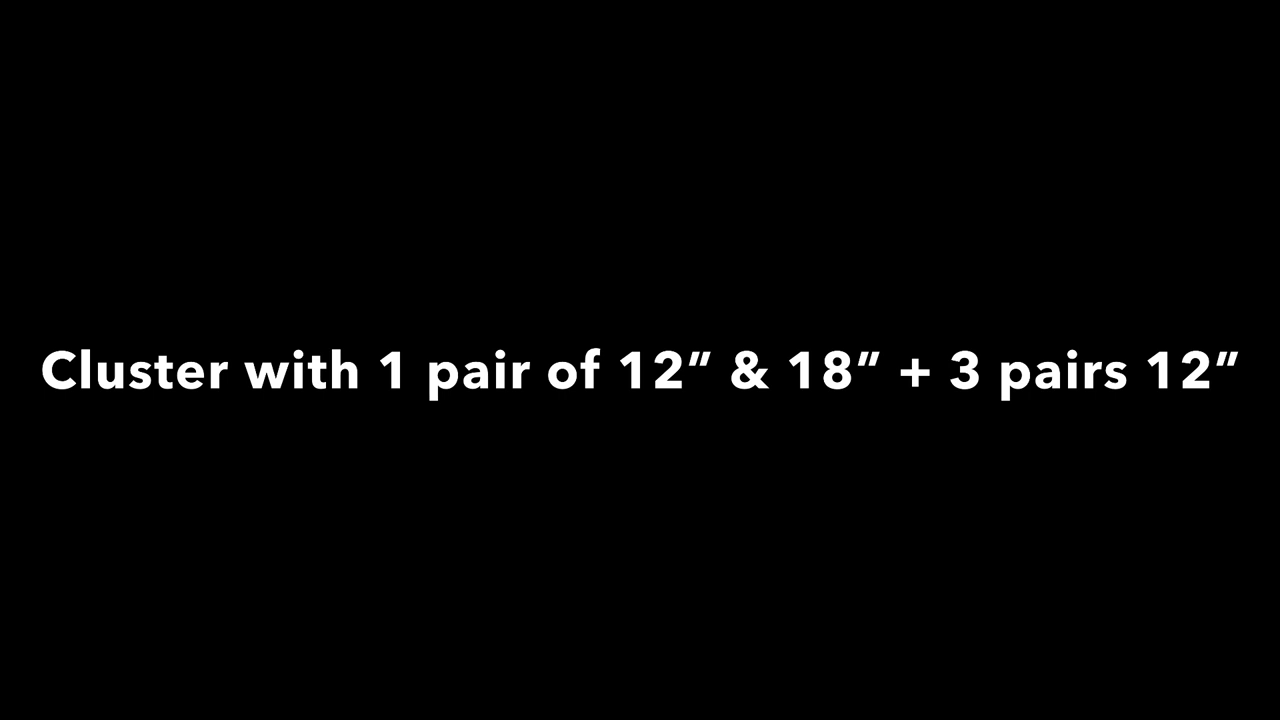 Cluster with 1 pair of 12” & 18” + 3 pairs 12”